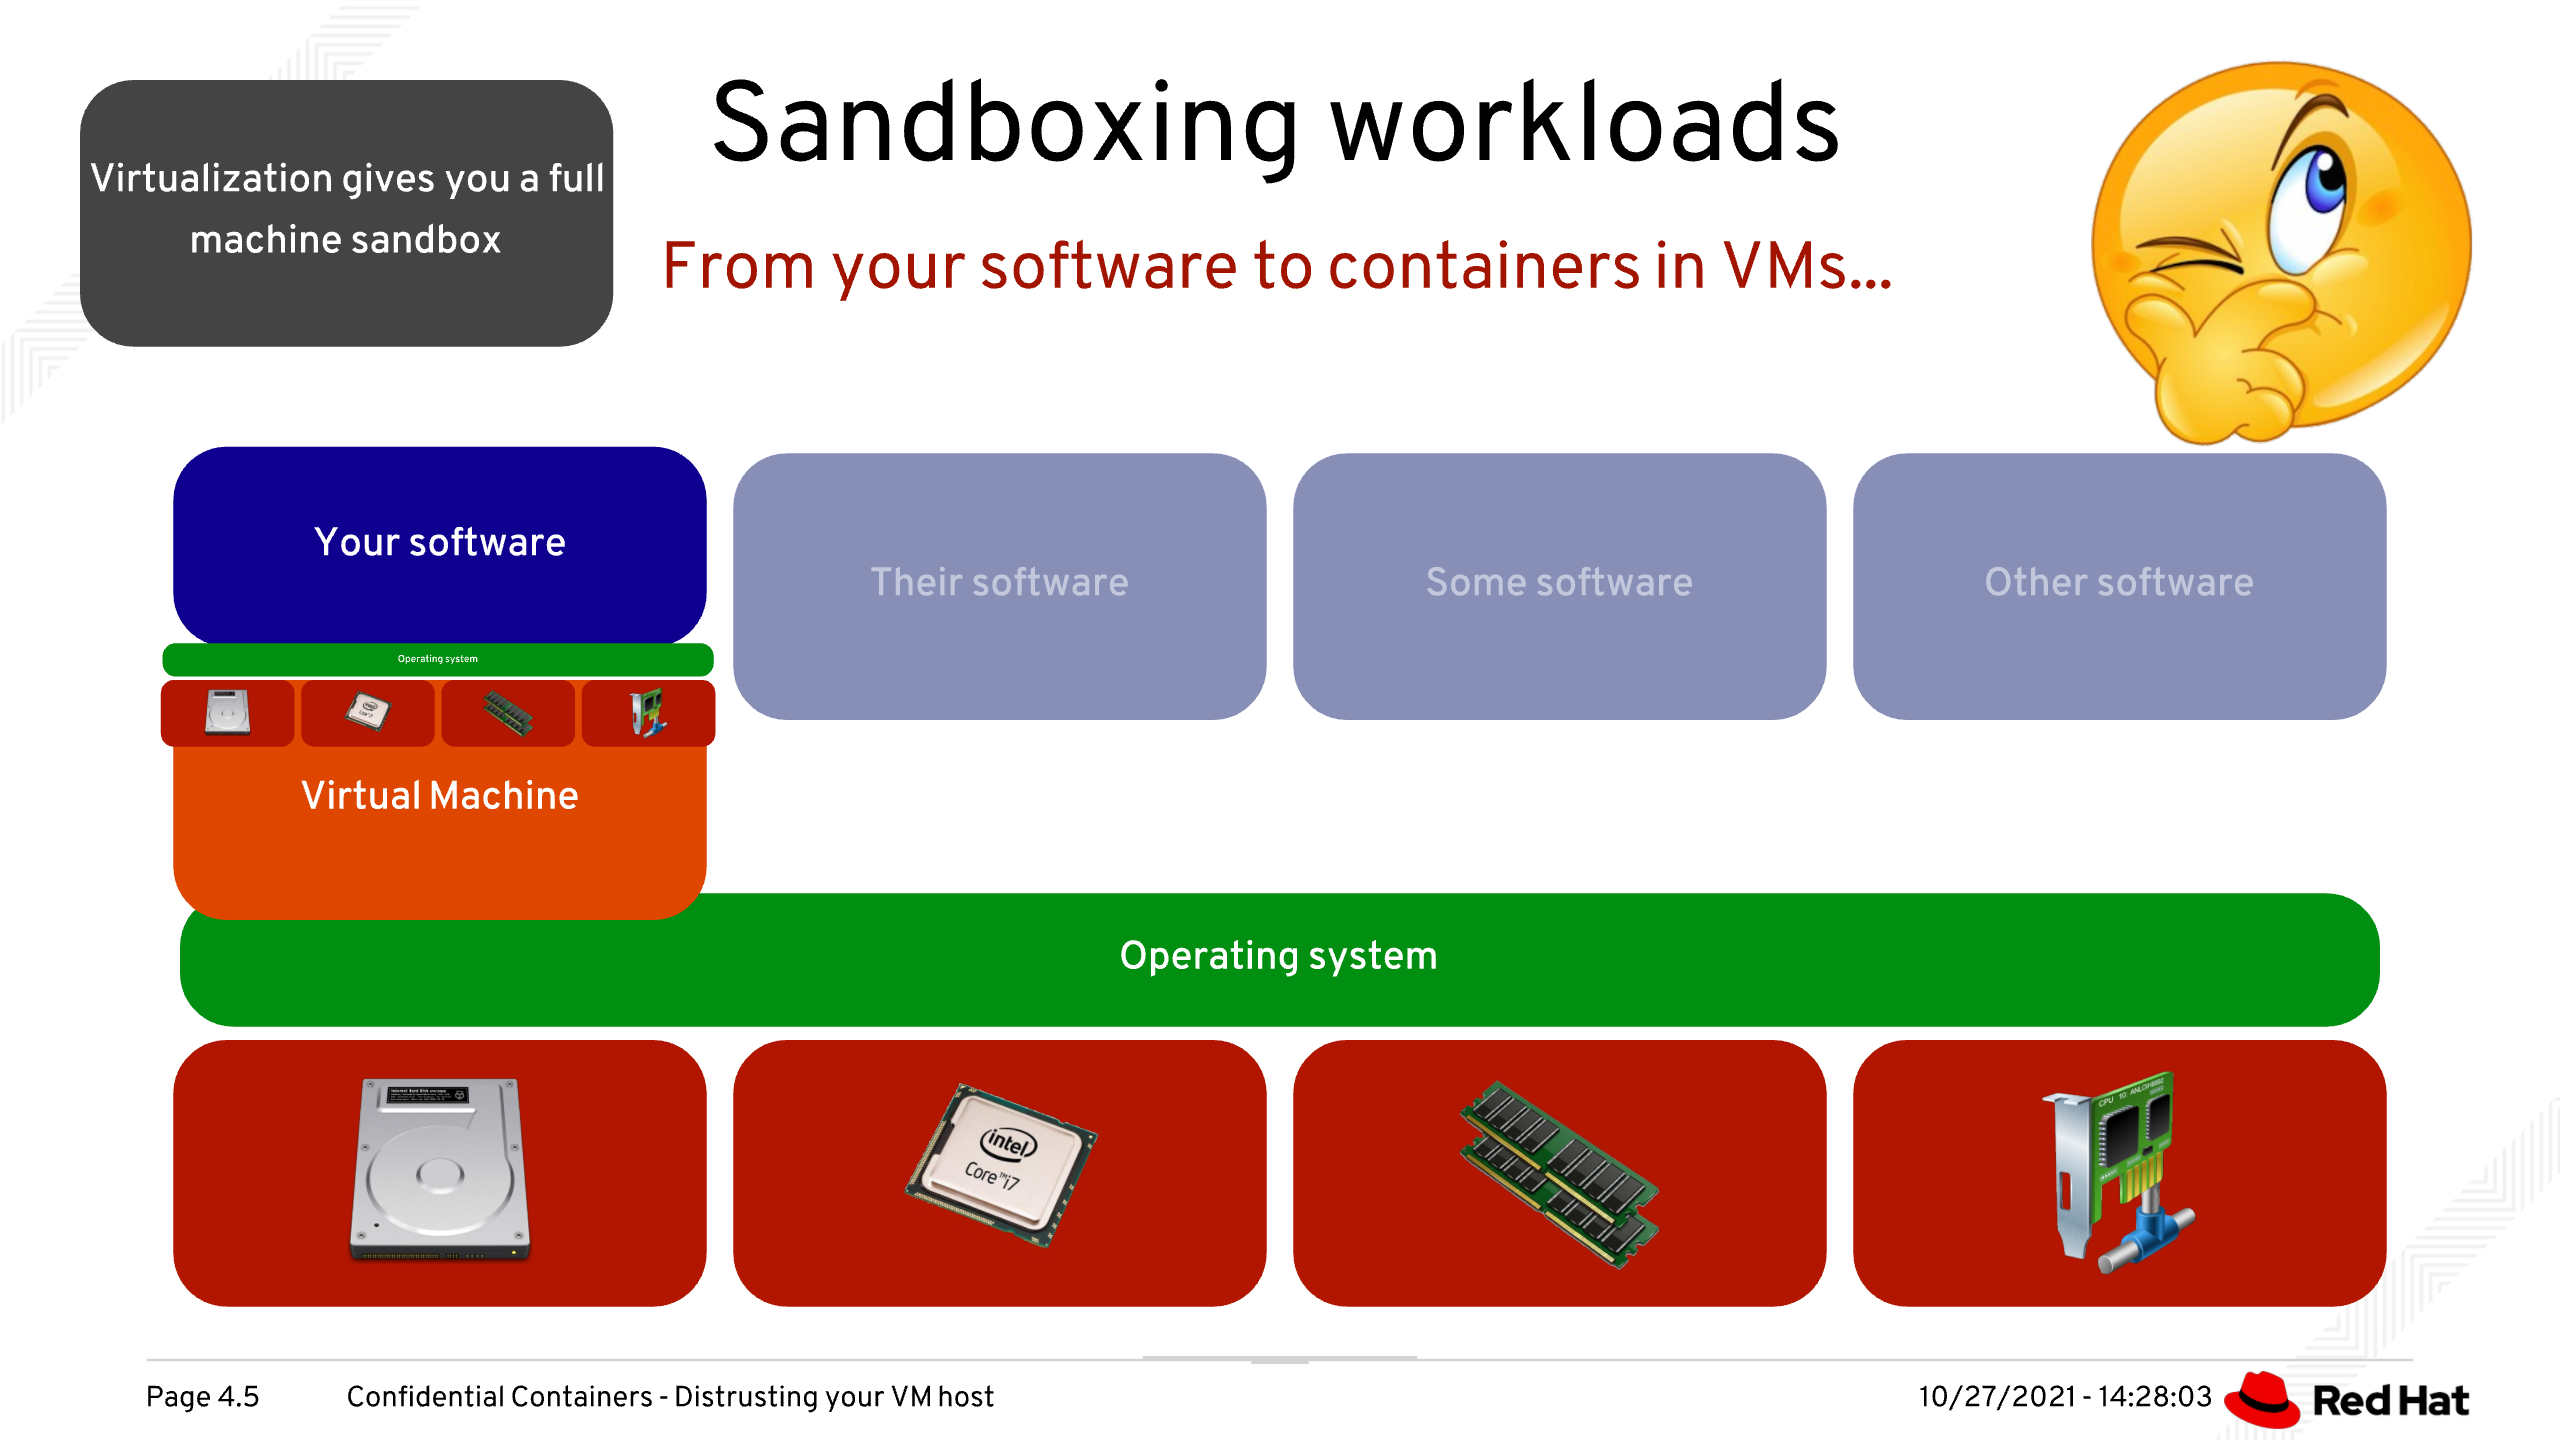 Virtualization gives you a full
machine sandbox
Sandboxing workloads
From your software to containers in VMs...
Your software
Their software
Some software
Other software
Operating system
Virtual Machine
Operating system
intel
Core™i7
Page 4.5
Confidential Containers - Distrusting your VM host
10/27/2021 - 14:28:03
Red Hat